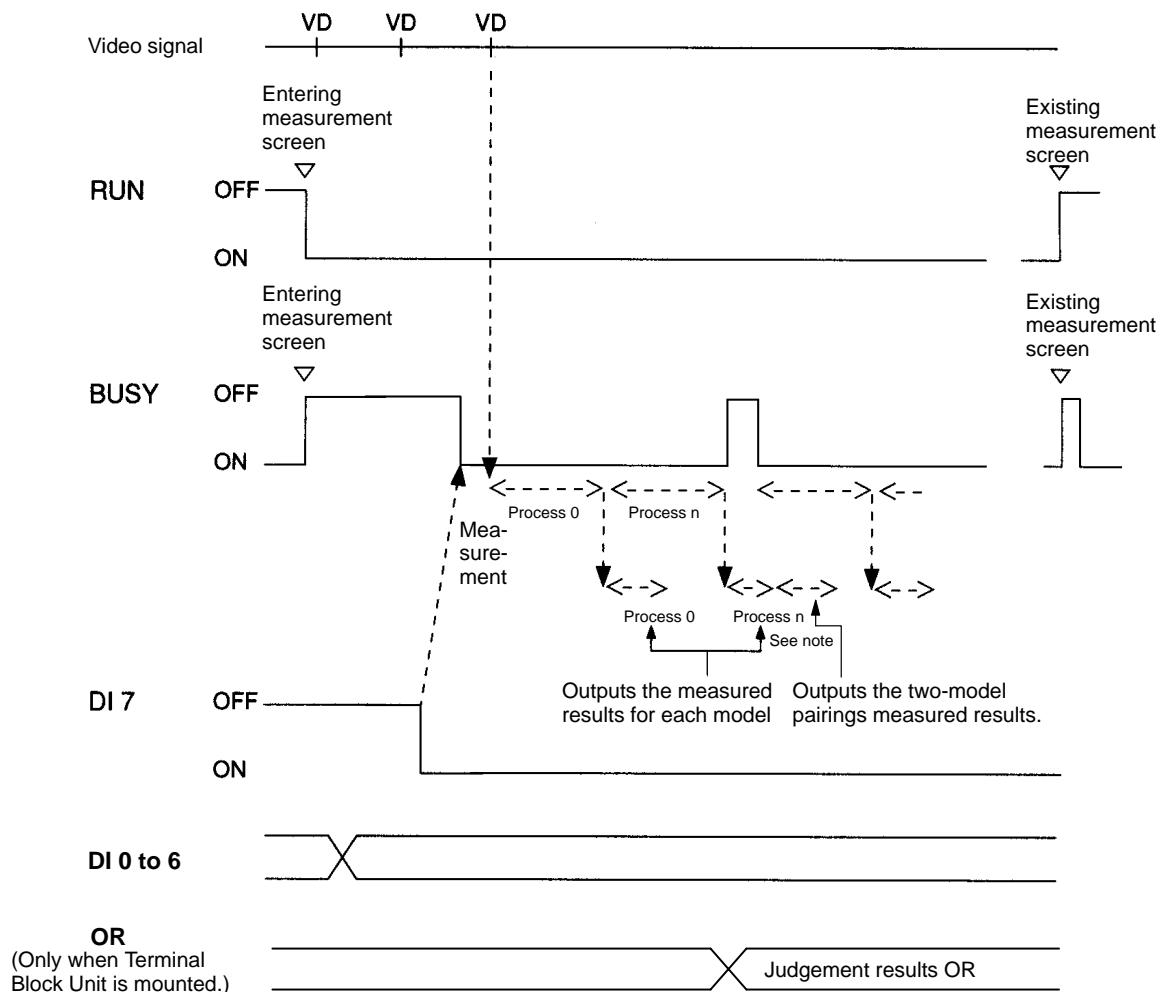 VD VD VD
Video signal
Entering
measurement
screen
Existing
measurement
screen
RUN
OFF
ON
Entering
measurement
screen
Existing
measurement
screen
BUSY
OFF
ON
Process 0
Process n
Mea-
sure-
ment
Process 0
Process n
See note
Outputs the measured
results for each model
Outputs the two-model
pairings measured results.
DI 7
OFF
ON
DI 0 to 6
OR
(Only when Terminal
Block Unit is mounted.)
Judgement results OR